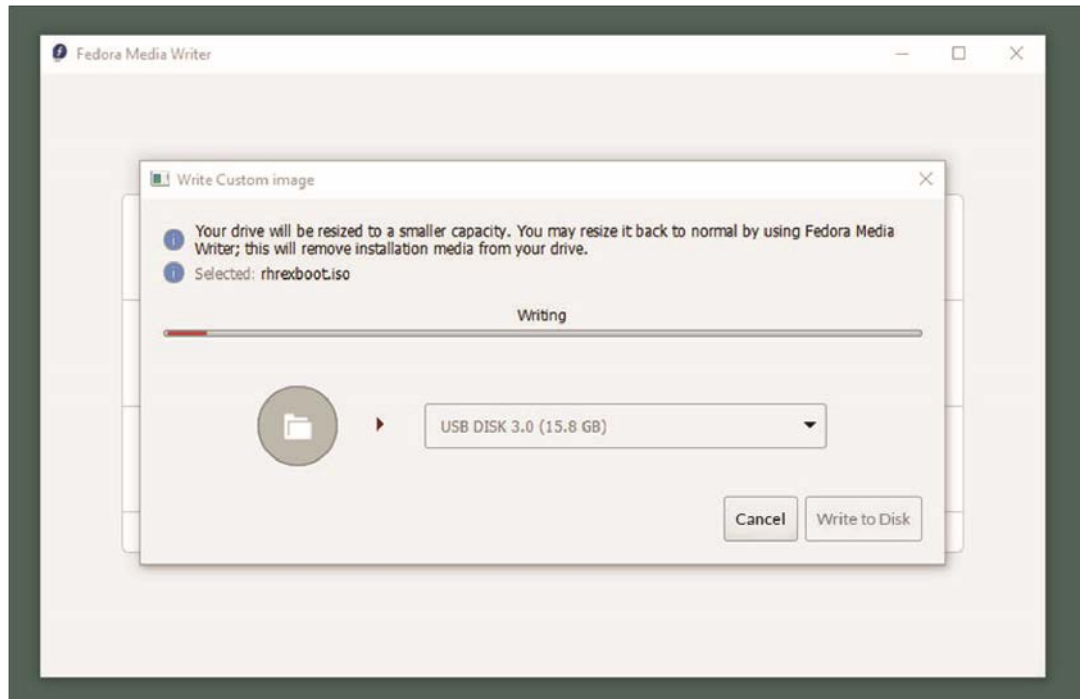 Fedora Media Writer
Write Custom image
Your drive will be resized to a smaller capacity. You may resize it back to normal by using Fedora Media
Writer; this will remove installation media from your drive.
Selected: rhrexboot.iso
Writing
USB DISK 3.0 (15.8 GB)
Cancel
Write to Disk